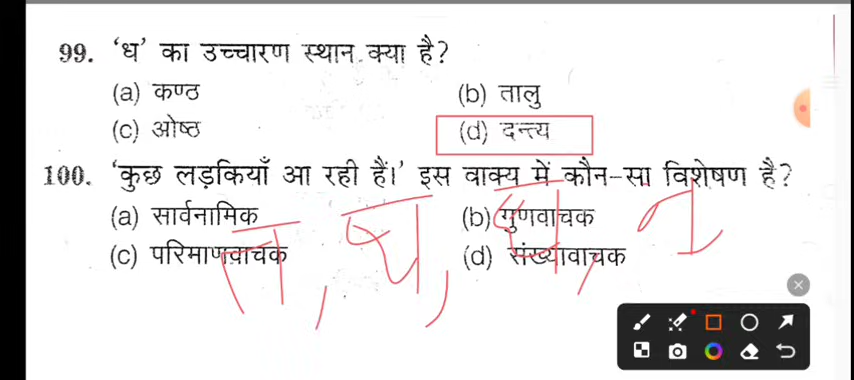 99. 'ध' का उच्चारण स्थान क्या है?
(a) कण्ठ (b) तालु
(c) ओष्ठ (d) दन्त्य
100. 'कुछ लड़कियाँ आ रही हैं।' इस वाक्य में कौन-सा विशेषण है?
(a) सार्वनामिक (b) गुणवाचक
(c) परिमाणवाचक (d) संख्यावाचक